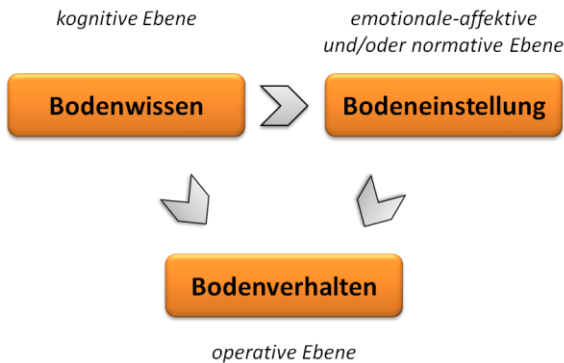 kognitive Ebene
emotionale-affektive
und/oder normative Ebene
Bodenwissen
Bodeneinstellung
Bodenverhalten
operative Ebene